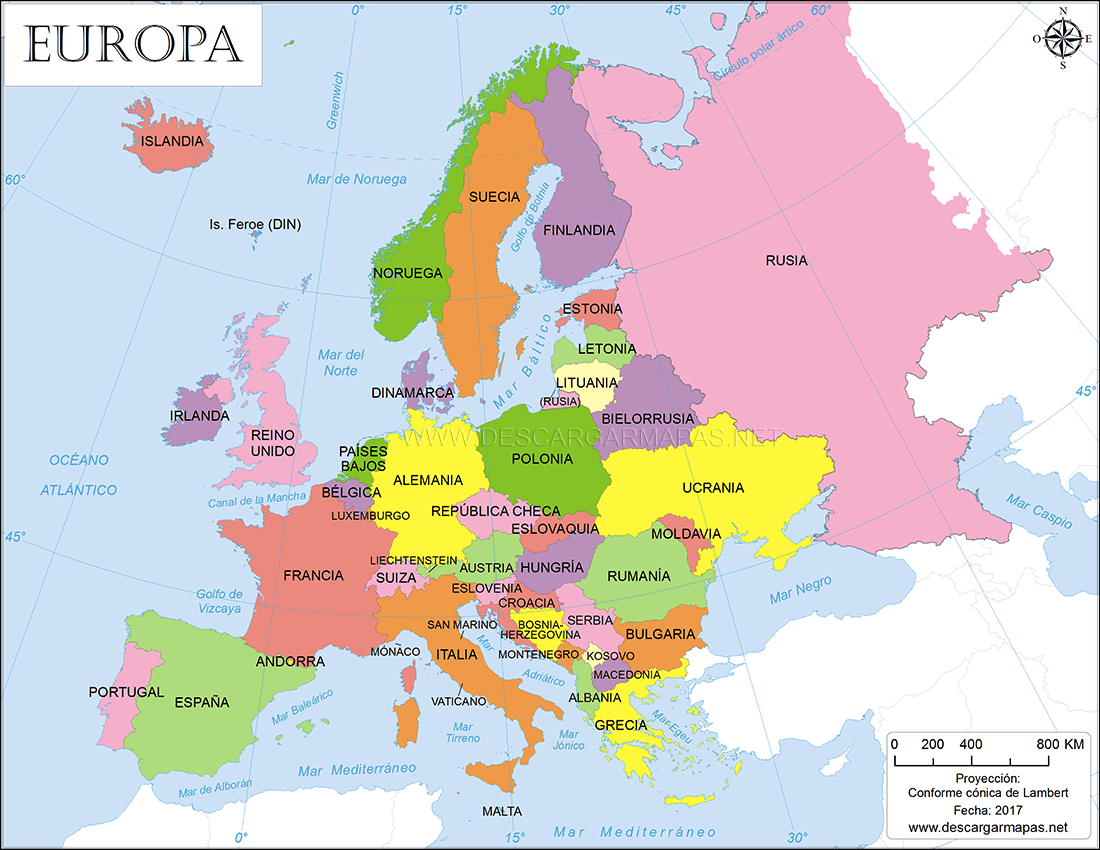 EUROPA
15°
0°
15°
30°
45°
60°
N
O
E
S
Círculo polar ártico
Greenwich
ISLANDIA
60°
Mar de Noruega
SUECIA
Golfo de Botnia
Is. Feroe (DIN)
FINLANDIA
RUSIA
NORUEGA
ESTONIA
Mar del
Norte
Mar Báltico
LETONIA
DINAMARCA
LITUANIA
(RUSIA)
45°
IRLANDA
BIELORRUSIA
REINO
UNIDO
WWW.DESCARGARMAPAS.NET
OCÉANO
ATLÁNTICO
PAÍSES
BAJOS
POLONIA
ALEMANIA
UCRANIA
BÉLGICA
Canal de la Mancha
LUXEMBURGO
REPÚBLICA CHECA
Mar Caspio
ESLOVAQUIA
MOLDAVIA
45°
LIECHTENSTEIN
AUSTRIA
HUNGRÍA
FRANCIA
SUIZA
RUMANÍA
ESLOVENIA
Mar Negro
Golfo de
Vizcaya
CROACIA
SAN MARINO
BOSNIA-
HERZEGOVINA
SERBIA
BULGARIA
MÓNACO
ITALIA
Mar
Adriático
MONTENEGRO
KOSOVO
ANDORRA
MACEDONIA
PORTUGAL
ESPAÑA
Mar Baleárico
VATICANO
ALBANIA
GRECIA
Mar Egeo
Mar
Tirreno
Mar
Jónico
Mar Mediterráneo
Mar de Alborán
MALTA
0°
15°
Mar Mediterráneo
30°
0 200 400 800 KM
Proyección:
Conforme cónica de Lambert
Fecha: 2017
www.descargarmapas.net